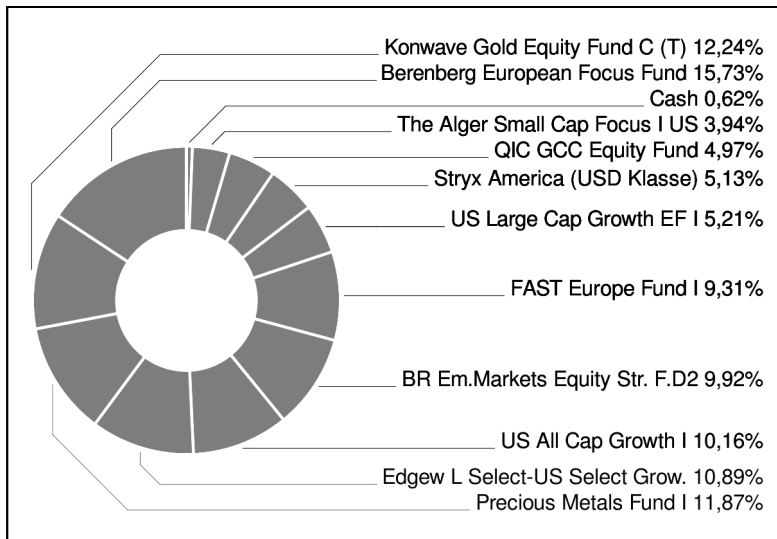 Konwave Gold Equity Fund C (T) 12,24%
Berenberg European Focus Fund 15,73%
Cash 0,62%
The Alger Small Cap Focus I US 3,94%
QIC GCC Equity Fund 4,97%
Stryx America (USD Klasse) 5,13%
US Large Cap Growth EF I 5,21%
FAST Europe Fund I 9,31%
BR Em.Markets Equity Str. F.D2 9,92%
US All Cap Growth I 10,16%
Edgew L Select-US Select Grow. 10,89%
Precious Metals Fund I 11,87%